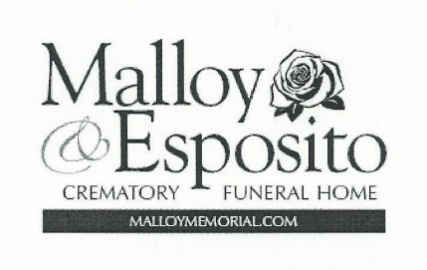 Malloy
& Esposito
CREMATORY FUNERAL HOME
MALLOYMEMORIAL.COM